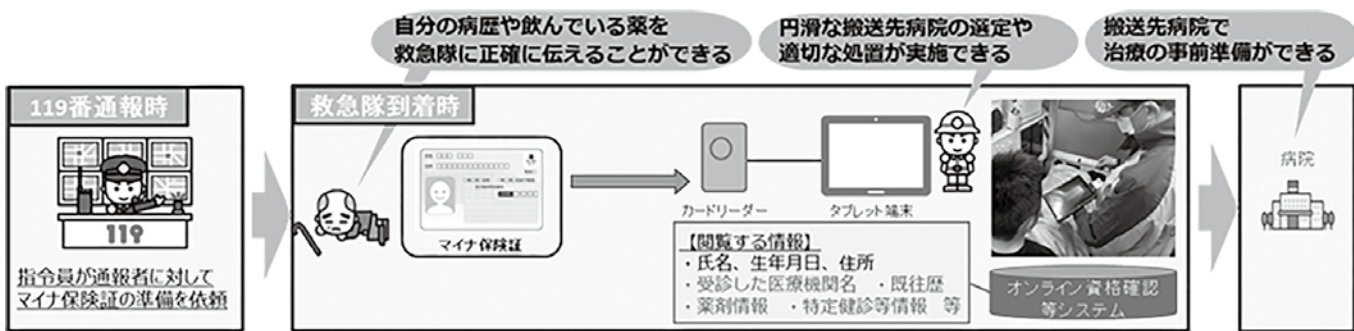 自分の病歴や飲んでいる薬を
救急隊に正確に伝えることができる
円滑な搬送先病院の選定や
適切な処置が実施できる
搬送先病院で
治療の事前準備ができる
119番通報時
119
指令員が通報者に対して
マイナ保険証の準備を依頼
救急隊到着時
マイナ保険証
カードリーダー
タブレット端末
【閲覧する情報】
・氏名、生年月日、住所
・受診した医療機関名 ・既往歴
・薬剤情報 ・特定健診等情報 等
オンライン資格確認
等システム
病院